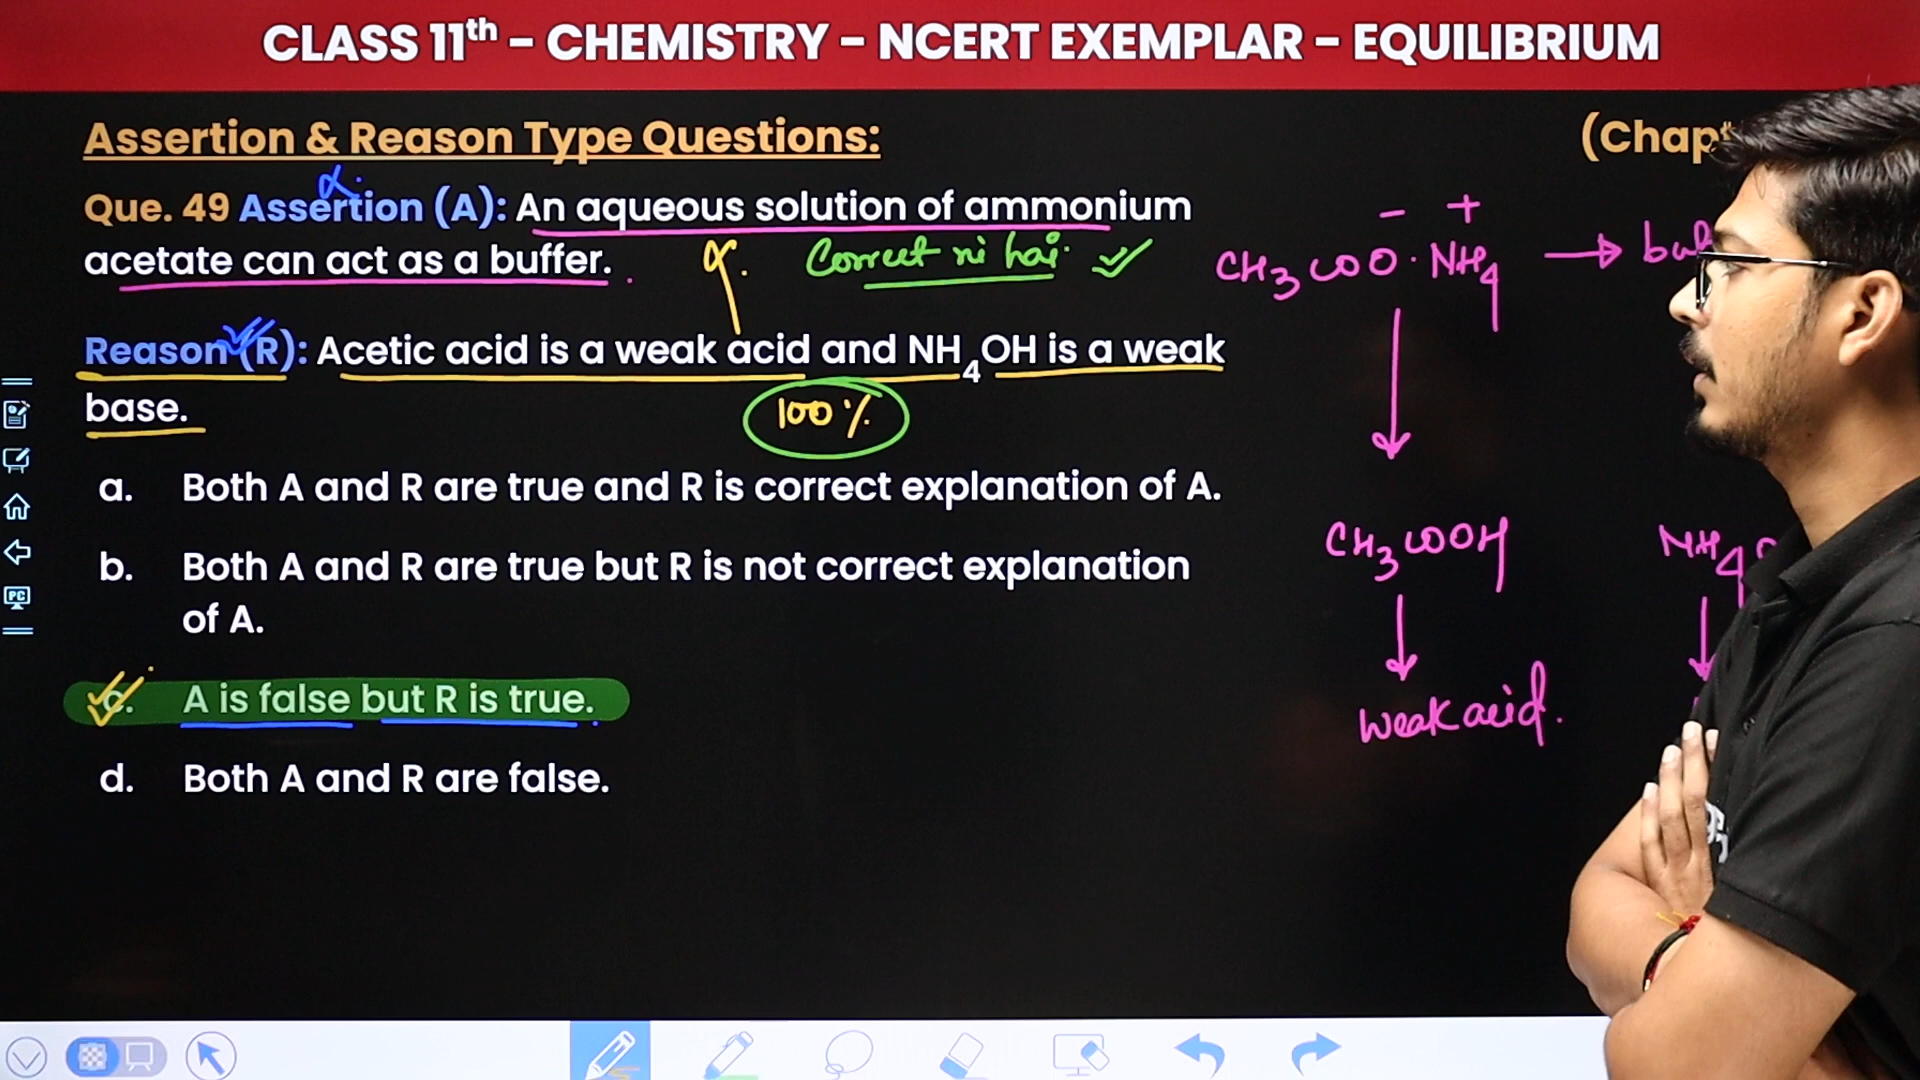 CLASS 11th - CHEMISTRY - NCERT EXEMPLAR - EQUILIBRIUM
Assertion & Reason Type Questions:
(Chap
Que. 49 Assertion (A): An aqueous solution of ammonium
acetate can act as a buffer.
Correct ni hai.
CH3COO- . NH4+ →
Reason (R): Acetic acid is a weak acid and NH4OH is a weak
base.
100%
a. Both A and R are true and R is correct explanation of A.
CH3COOH
NH4
b. Both A and R are true but R is not correct explanation
of A.
c. A is false but R is true.
weak acid.
d. Both A and R are false.
PC